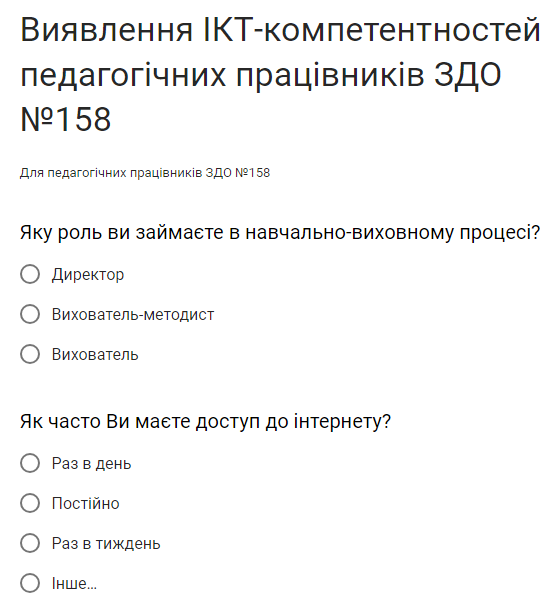 Виявлення ІКТ-компетентностей
педагогічних працівників ЗДО
№158
Для педагогічних працівників ЗДО №158
Яку роль ви займаєте в навчально-виховному процесі?
Директор
Вихователь-методист
Вихователь
Як часто Ви маєте доступ до інтернету?
Раз в день
Постійно
Раз в тиждень
Інше...